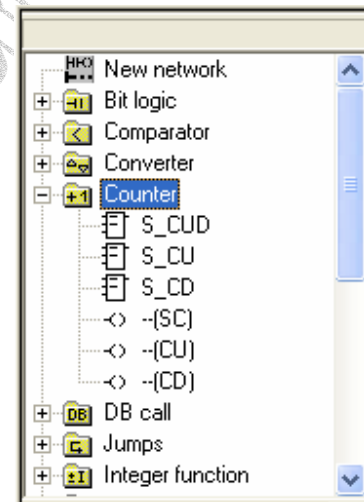 New network
Bit logic
Comparator
Converter
Counter
S_CUD
S_CU
S_CD
--(SC)
--(CU)
--(CD)
DB call
Jumps
Integer function